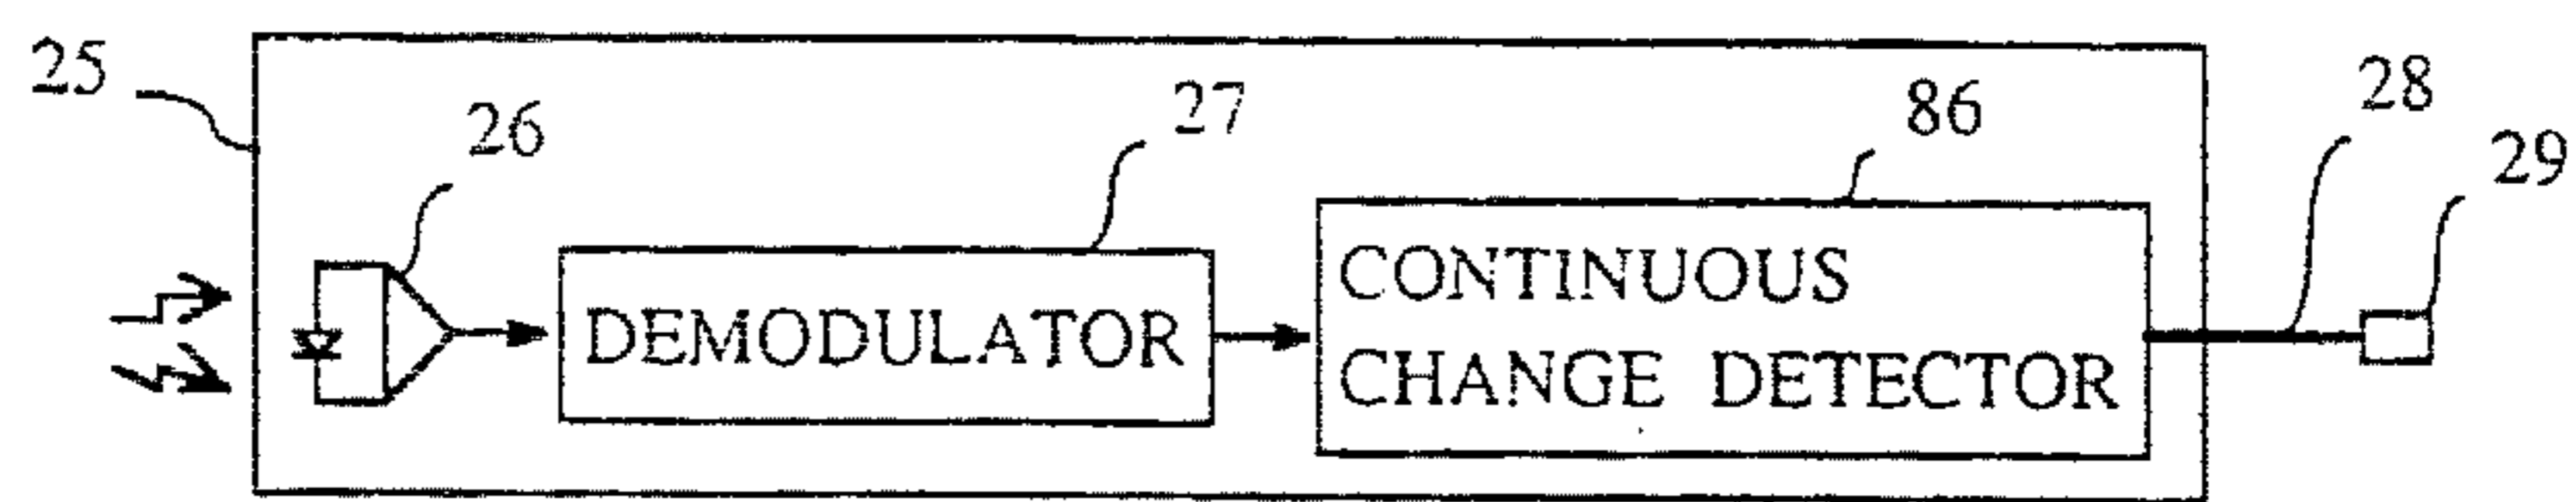 25
26
27
86
28
29
DEMODULATOR
CONTINUOUS
CHANGE DETECTOR